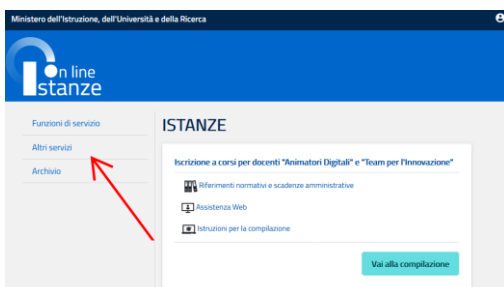 Ministero dell'Istruzione, dell'Università e della Ricerca
On line
Istanze
Funzioni di servizio
Altri servizi
Archivio
ISTANZE
Iscrizione a corsi per docenti "Animatori Digitali" e "Team per l'Innovazione"
Riferimenti normativi e scadenze amministrative
Assistenza Web
Istruzioni per la compilazione
Vai alla compilazione